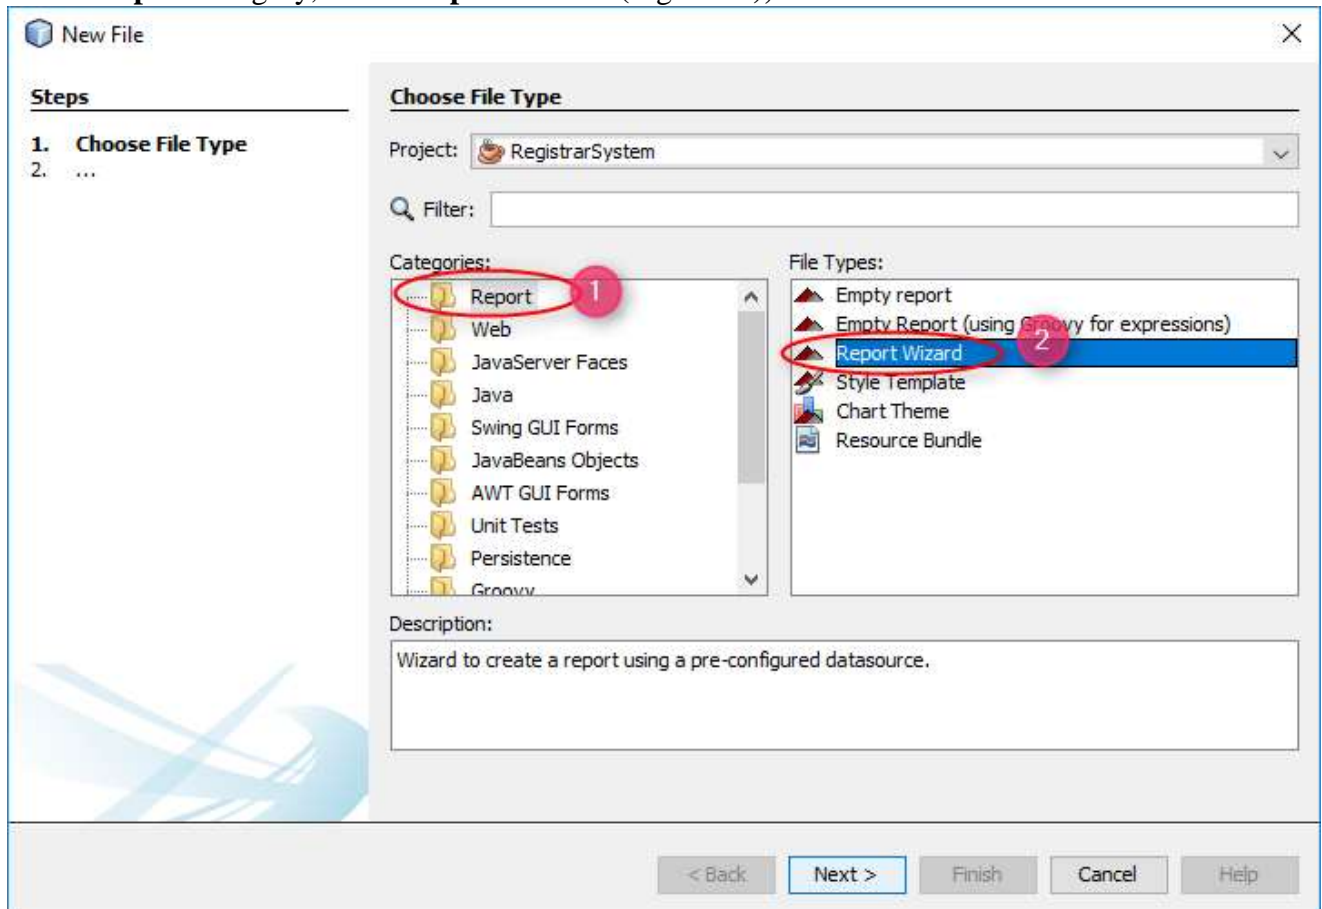 New File
Steps
1. Choose File Type
2. ...
Choose File Type
Project: RegistrarSystem
Filter:
Categories:
Report
Web
JavaServer Faces
Java
Swing GUI Forms
JavaBeans Objects
AWT GUI Forms
Unit Tests
Persistence
Groovy
1
File Types:
Empty report
Empty Report (using Groovy for expressions)
Report Wizard
Style Template
Chart Theme
Resource Bundle
2
Description:
Wizard to create a report using a pre-configured datasource.
< Back Next > Finish Cancel Help